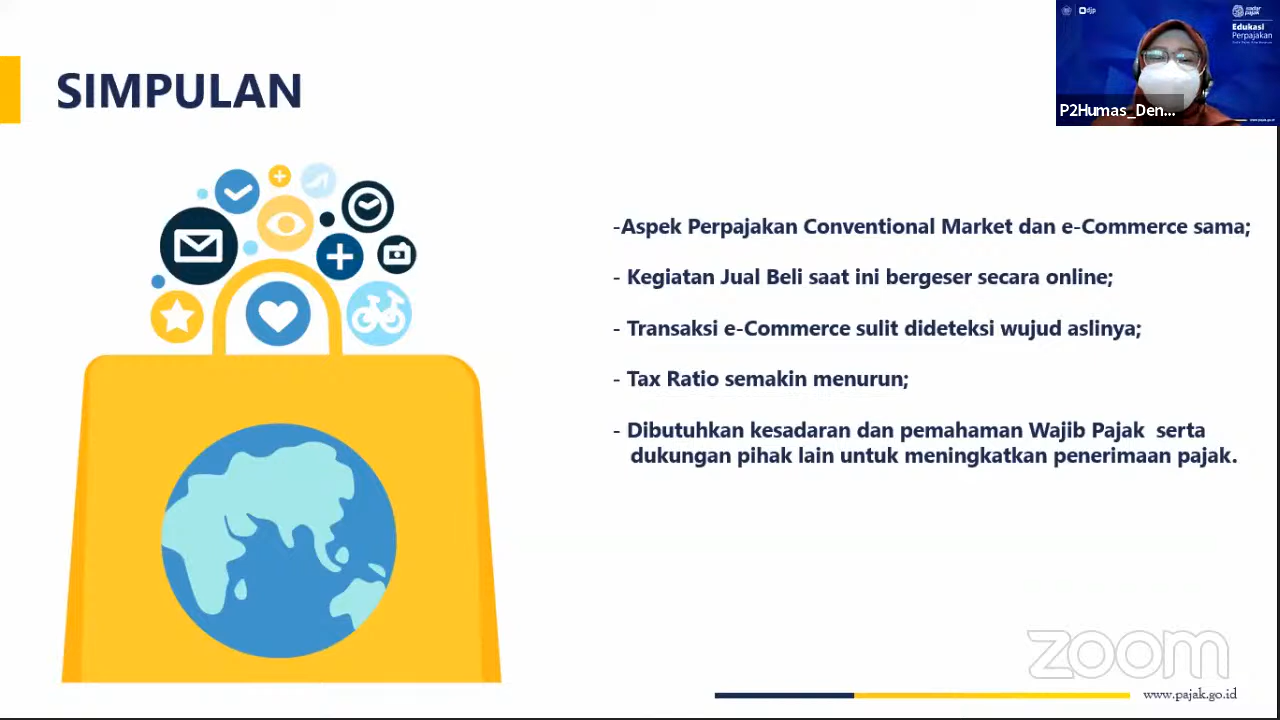 SIMPULAN
djp
sadar
pajak
Edukasi
Perpajakan
P2Humas_Den...
-Aspek Perpajakan Conventional Market dan e-Commerce sama;
- Kegiatan Jual Beli saat ini bergeser secara online;
- Transaksi e-Commerce sulit dideteksi wujud aslinya;
- Tax Ratio semakin menurun;
- Dibutuhkan kesadaran dan pemahaman Wajib Pajak serta
dukungan pihak lain untuk meningkatkan penerimaan pajak.
zoom
www.pajak.go.id